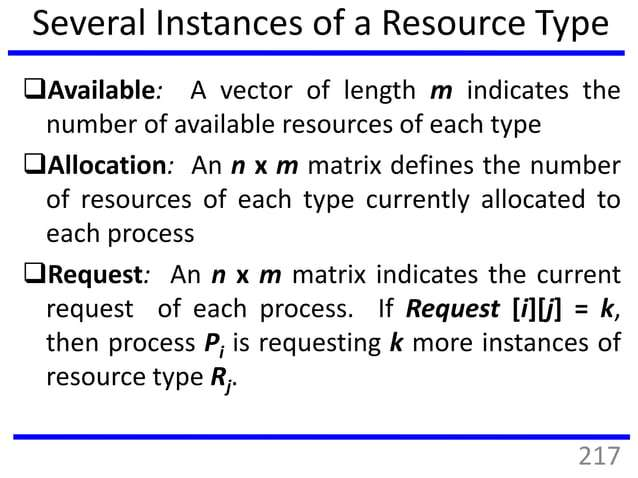 Several Instances of a Resource Type
❑Available: A vector of length m indicates the
number of available resources of each type
❑Allocation: An n x m matrix defines the number
of resources of each type currently allocated to
each process
❑Request: An n x m matrix indicates the current
request of each process. If Request [i][j] = k,
then process Pi is requesting k more instances of
resource type Rj.
217